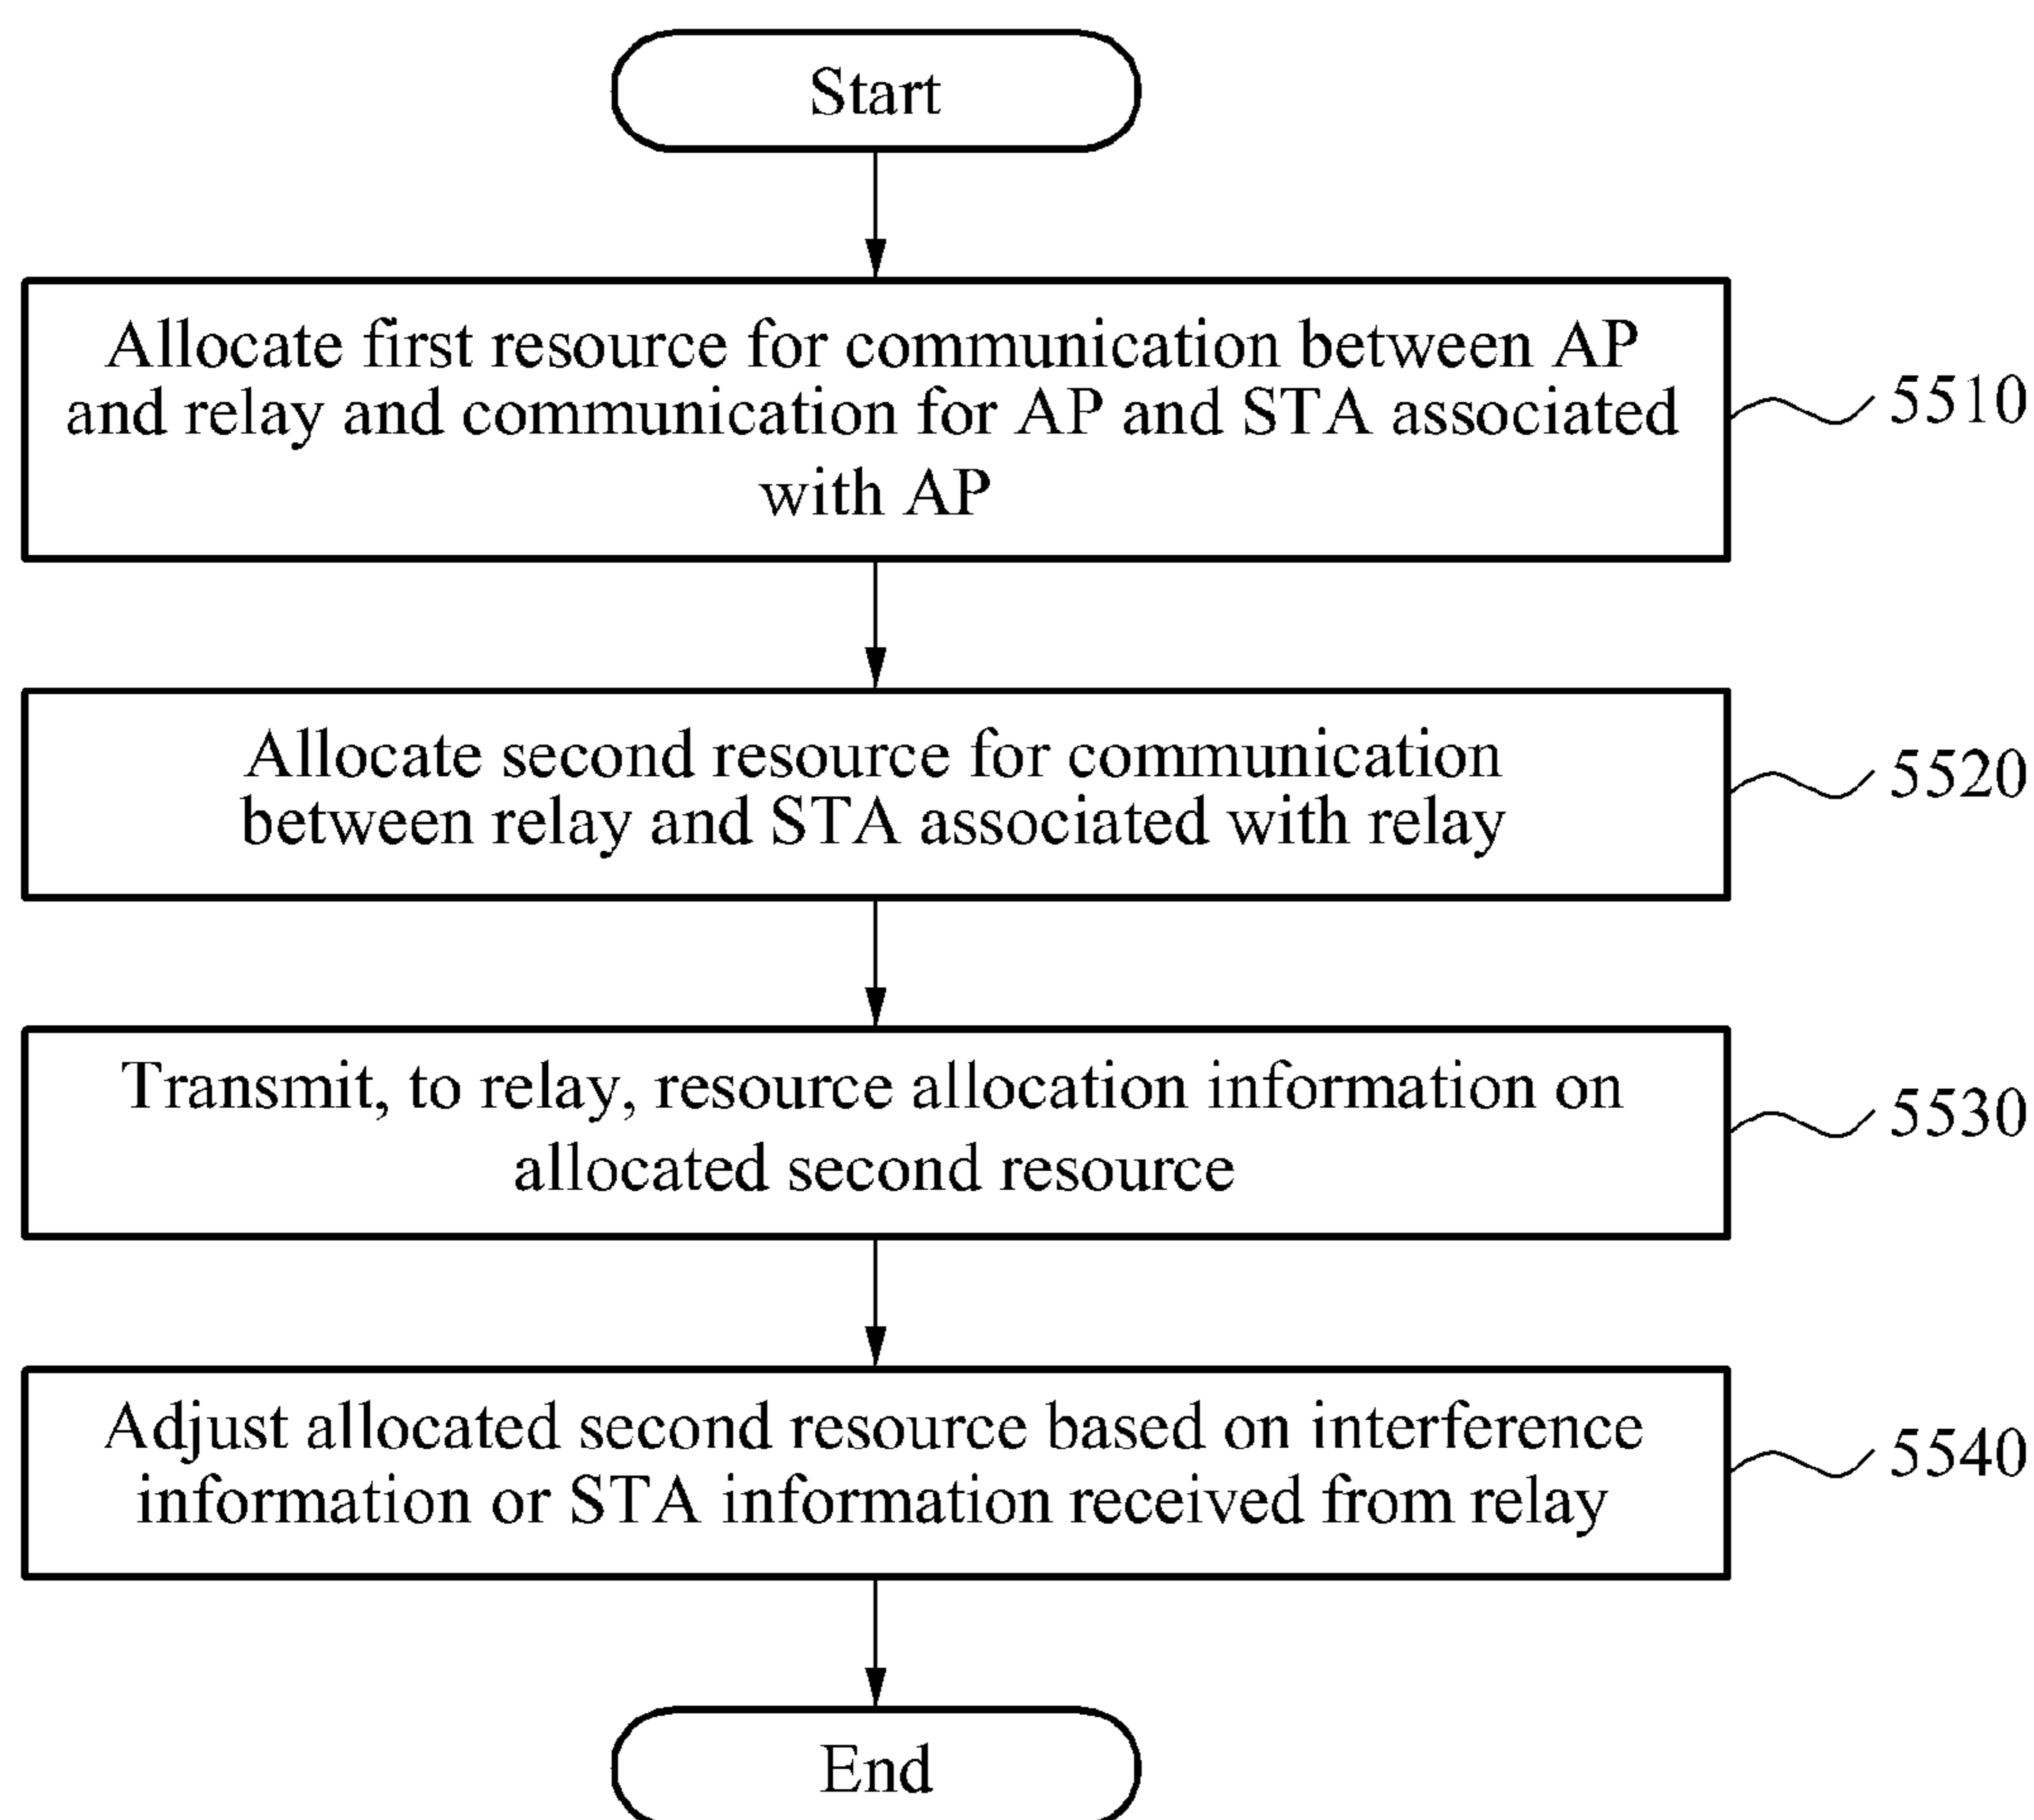 Start
Allocate first resource for communication between AP
and relay and communication for AP and STA associated
with AP
5510
Allocate second resource for communication
between relay and STA associated with relay
5520
Transmit, to relay, resource allocation information on
allocated second resource
5530
Adjust allocated second resource based on interference
information or STA information received from relay
5540
End